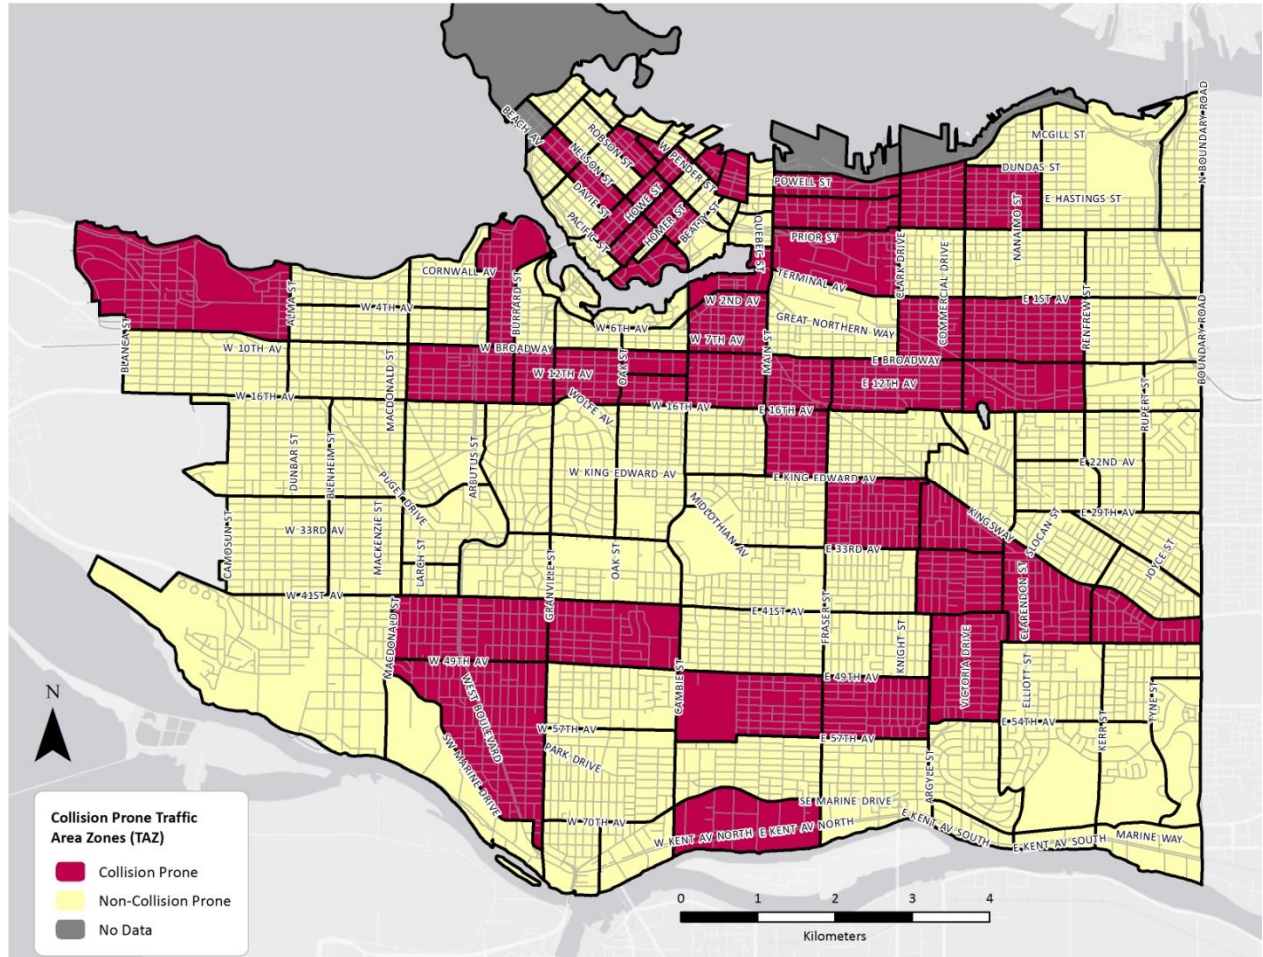 BEACH AV
ROBSON ST
NELSON ST
W PENDER ST
DAVIE ST
HOWE ST
PACIFIC ST
HOMER ST
BEATTY ST
QUEBEC ST
MCGILL ST
DUNDAS ST
N BOUNDARY ROAD
POWELL ST
E HASTINGS ST
NANAIMO ST
PRIOR ST
CLARK DRIVE
COMMERCIAL DRIVE
TERMINAL AV
CORNWALL AV
BURRARD ST
ALMA ST
W 4TH AV
W 2ND AV
E 1ST AV
RENFREW ST
BOUNDARY ROAD
GREAT NORTHERN WAY
W 6TH AV
BLANCA ST
W 10TH AV
W BROADWAY
W 7TH AV
MAIN ST
E BROADWAY
MACDONALD ST
W 12TH AV
OAK ST
E 12TH AV
W 16TH AV
WOLFE AV
W 16TH AV
E 16TH AV
RUPERT ST
DUNBAR ST
BLENHEIM ST
ARBUTUS ST
W KING EDWARD AV
E KING EDWARD AV
E 22ND AV
PUGET DRIVE
MIDLOTHIAN AV
KINGSWAY
SLOCAN ST
E 29TH AV
CAMOSUN ST
W 33RD AV
MACKENZIE ST
LARCH ST
OAK ST
E 33RD AV
JOYCE ST
GRANVILLE ST
CLARENDON ST
W 41ST AV
MACDONALD ST
E 41ST AV
FRASER ST
KNIGHT ST
VICTORIA DRIVE
W 49TH AV
CAMBIE ST
E 49TH AV
ELLIOTT ST
TYNE ST
WEST BOULEVARD
W 57TH AV
E 57TH AV
E 54TH AV
KERR ST
PARK DRIVE
SW MARINE DRIVE
ARGYLE ST
SE MARINE DRIVE
W 70TH AV
W KENT AV NORTH
E KENT AV NORTH
E KENT AV SOUTH
E KENT AV SOUTH
MARINE WAY
N
Collision Prone Traffic
Area Zones (TAZ)
Collision Prone
Non-Collision Prone
No Data
0 1 2 3 4
Kilometers